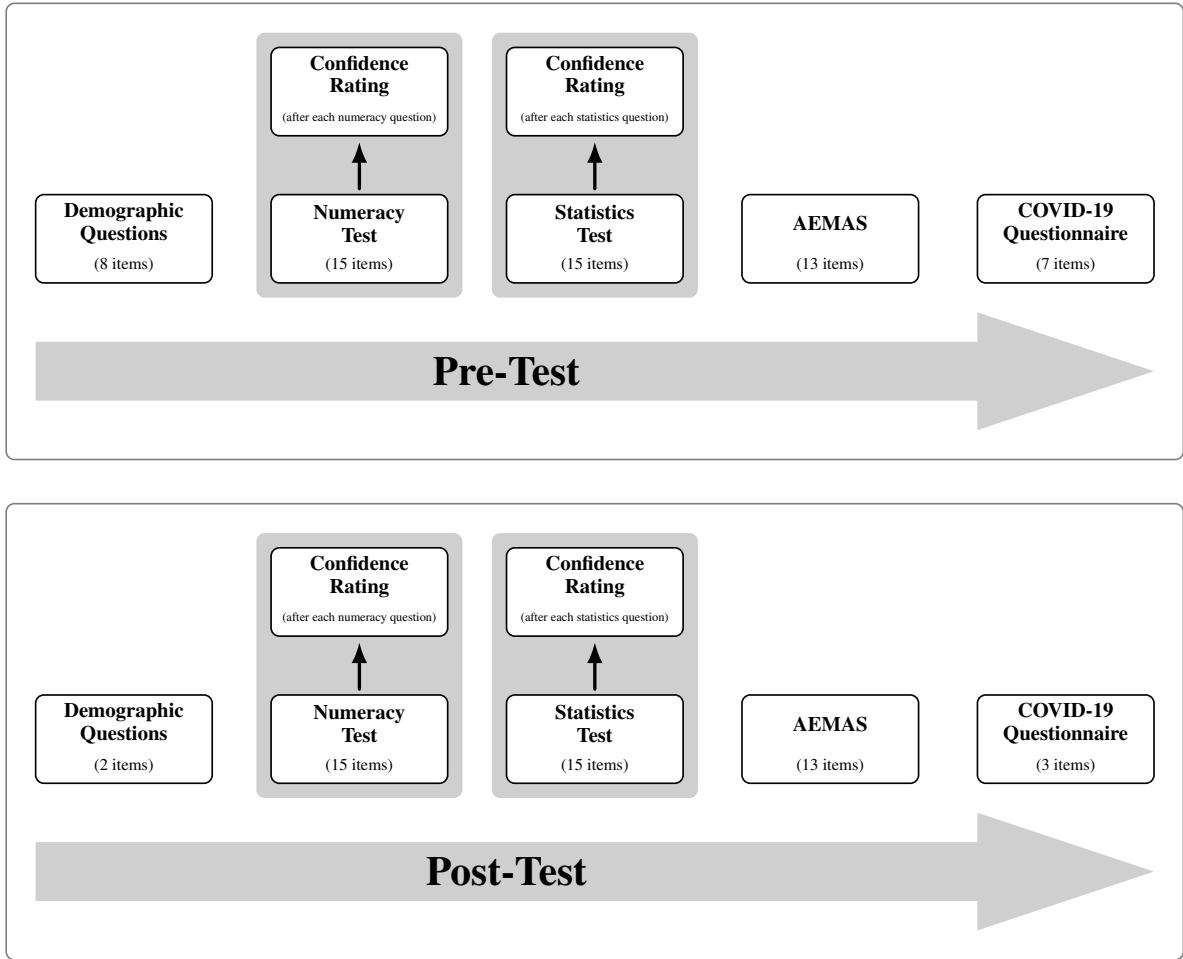 Confidence
Rating
(after each numeracy question)
Confidence
Rating
(after each statistics question)
Demographic
Questions
(8 items)
Numeracy
Test
(15 items)
Statistics
Test
(15 items)
AEMAS
(13 items)
COVID-19
Questionnaire
(7 items)
Pre-Test
Confidence
Rating
(after each numeracy question)
Confidence
Rating
(after each statistics question)
Demographic
Questions
(2 items)
Numeracy
Test
(15 items)
Statistics
Test
(15 items)
AEMAS
(13 items)
COVID-19
Questionnaire
(3 items)
Post-Test